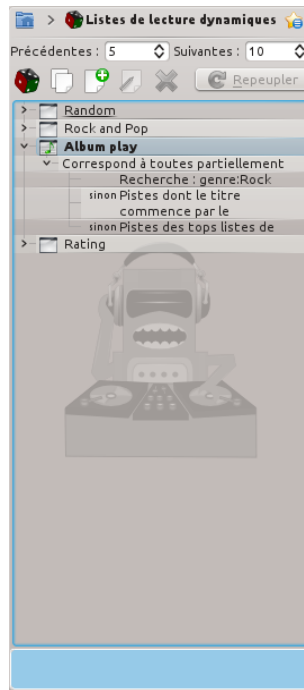 > Listes de lecture dynamiques
Précédentes : 5 Suivantes : 10
Repeupler
Random
Rock and Pop
Album play
Correspond à toutes partiellement
Recherche : genre:Rock
sinon Pistes dont le titre
commence par le
sinon Pistes des tops listes de
Rating